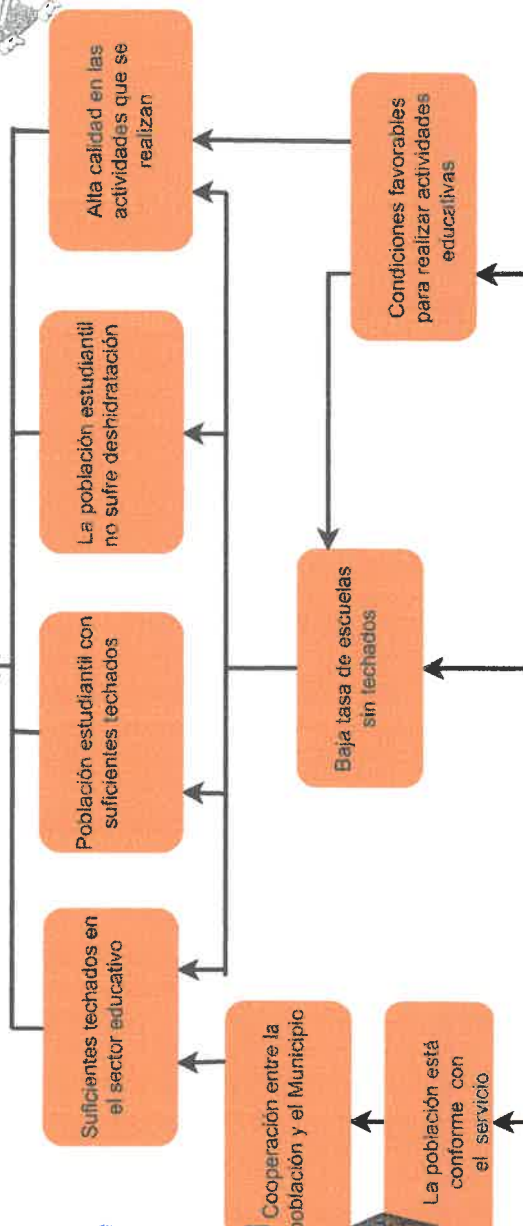 Suficientes techados en
el sector educativo
Población estudiantil con
suficientes techados
La población estudiantil
no sufre deshidratación
Alta calidad en las
actividades que se
realizan
Cooperación entre la
población y el Municipio
Baja tasa de escuelas
sin techados
Condiciones favorables
para realizar actividades
educativas
La población está
conforme con
el servicio